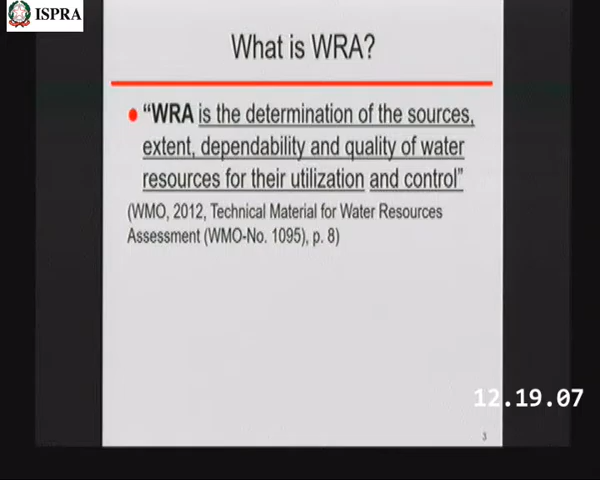 ISPRA
What is WRA?
“WRA is the determination of the sources,
extent, dependability and quality of water
resources for their utilization and control”
(WMO, 2012, Technical Material for Water Resources
Assessment (WMO-No. 1095), p. 8)
12.19.07
3